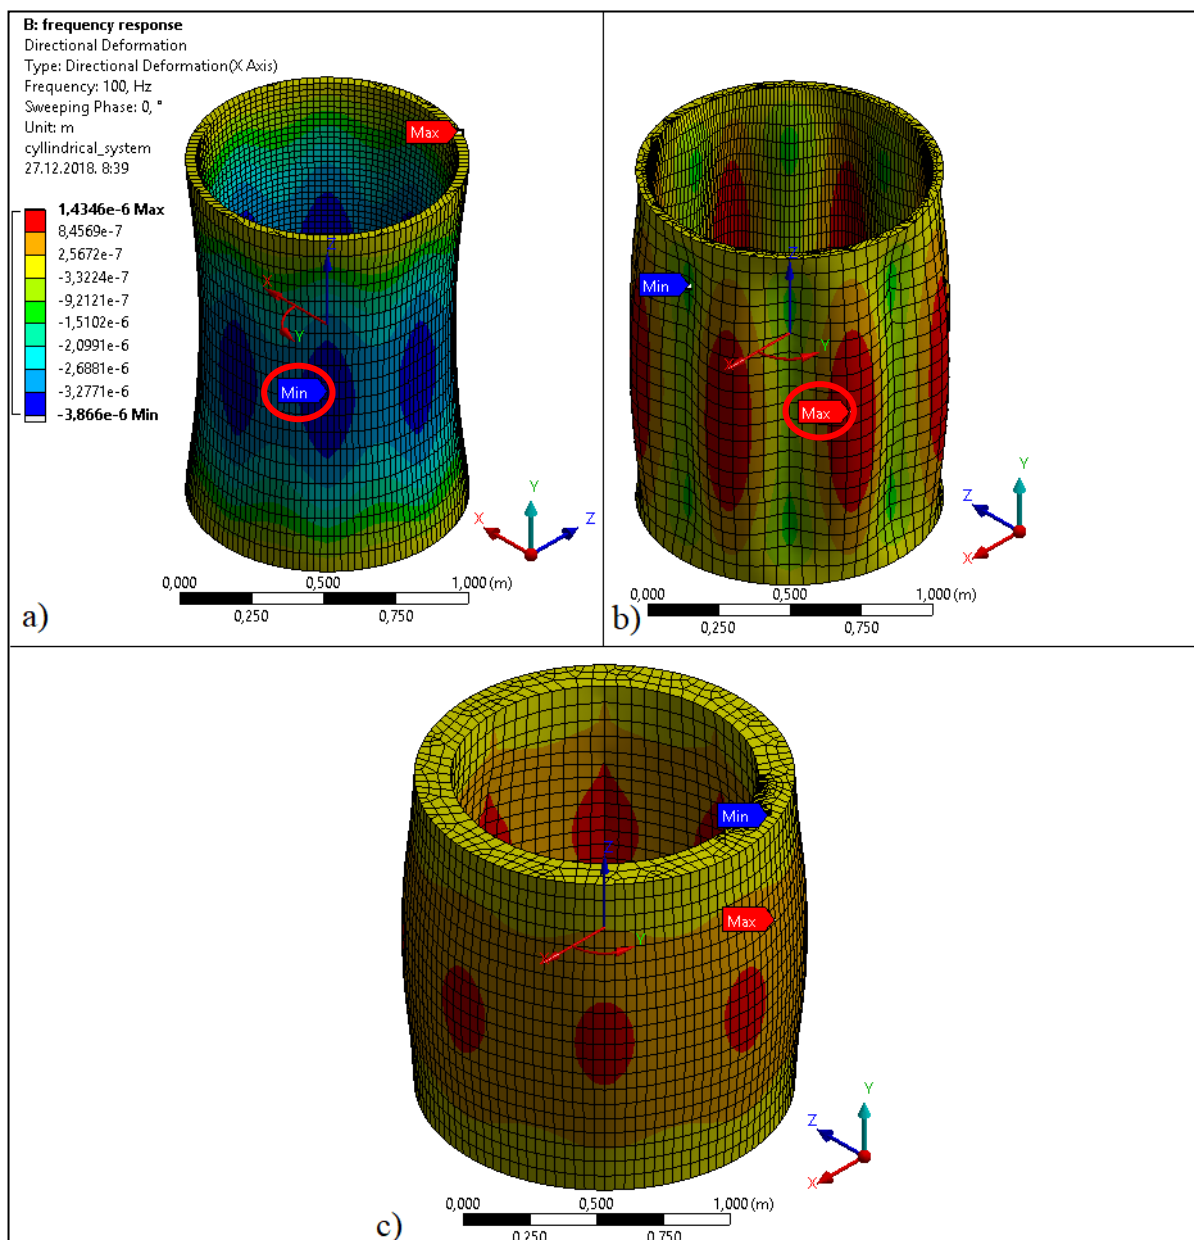 B: frequency response
Directional Deformation
Type: Directional Deformation(X Axis)
Frequency: 100, Hz
Sweeping Phase: 0, °
Unit: m
cyllindrical_system
27.12.2018. 8:39
1,4346e-6 Max
8,4569e-7
2,5672e-7
-3,3224e-7
-9,2121e-7
-1,5102e-6
-2,0991e-6
-2,6881e-6
-3,2771e-6
-3,866e-6 Min
Max
Z
X
Y
Min
Y
X
Z
0,000 0,500 1,000 (m)
0,250 0,750
a)
Min
Z
Y
X
Max
Y
Z
X
0,000 0,500 1,000 (m)
0,250 0,750
b)
Min
Z
Max
Y
X
Y
Z
X
0,000 0,500 1,000 (m)
0,250 0,750
c)